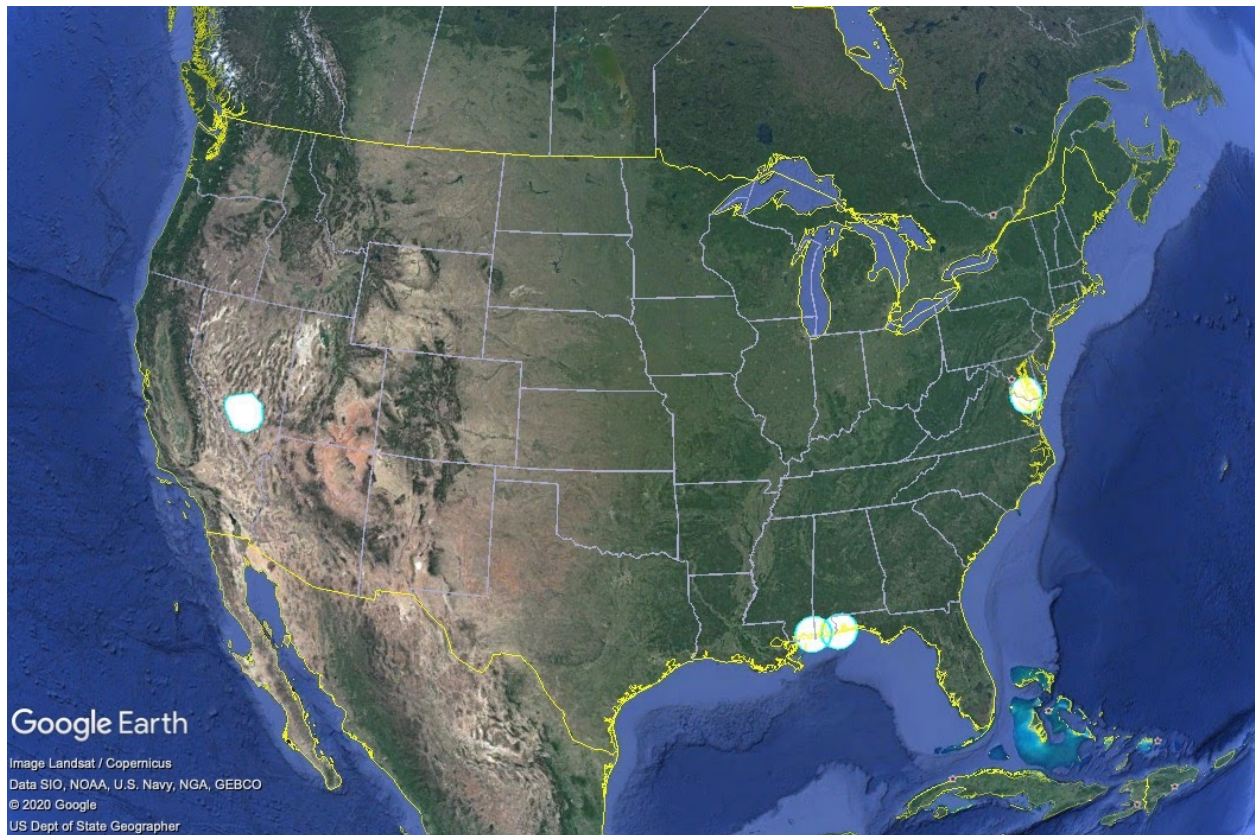 Google Earth
Image Landsat / Copernicus
Data SIO, NOAA, U.S. Navy, NGA, GEBCO
© 2020 Google
US Dept of State Geographer